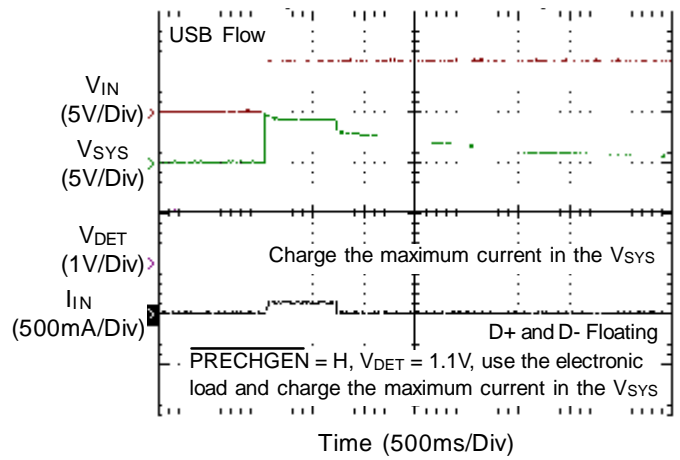 USB Flow
VIN
(5V/Div)
VSYS
(5V/Div)
VDET
(1V/Div)
Charge the maximum current in the VSYS
IIN
(500mA/Div)
D+ and D- Floating
PRECHGEN = H, VDET = 1.1V, use the electronic
load and charge the maximum current in the VSYS
Time (500ms/Div)